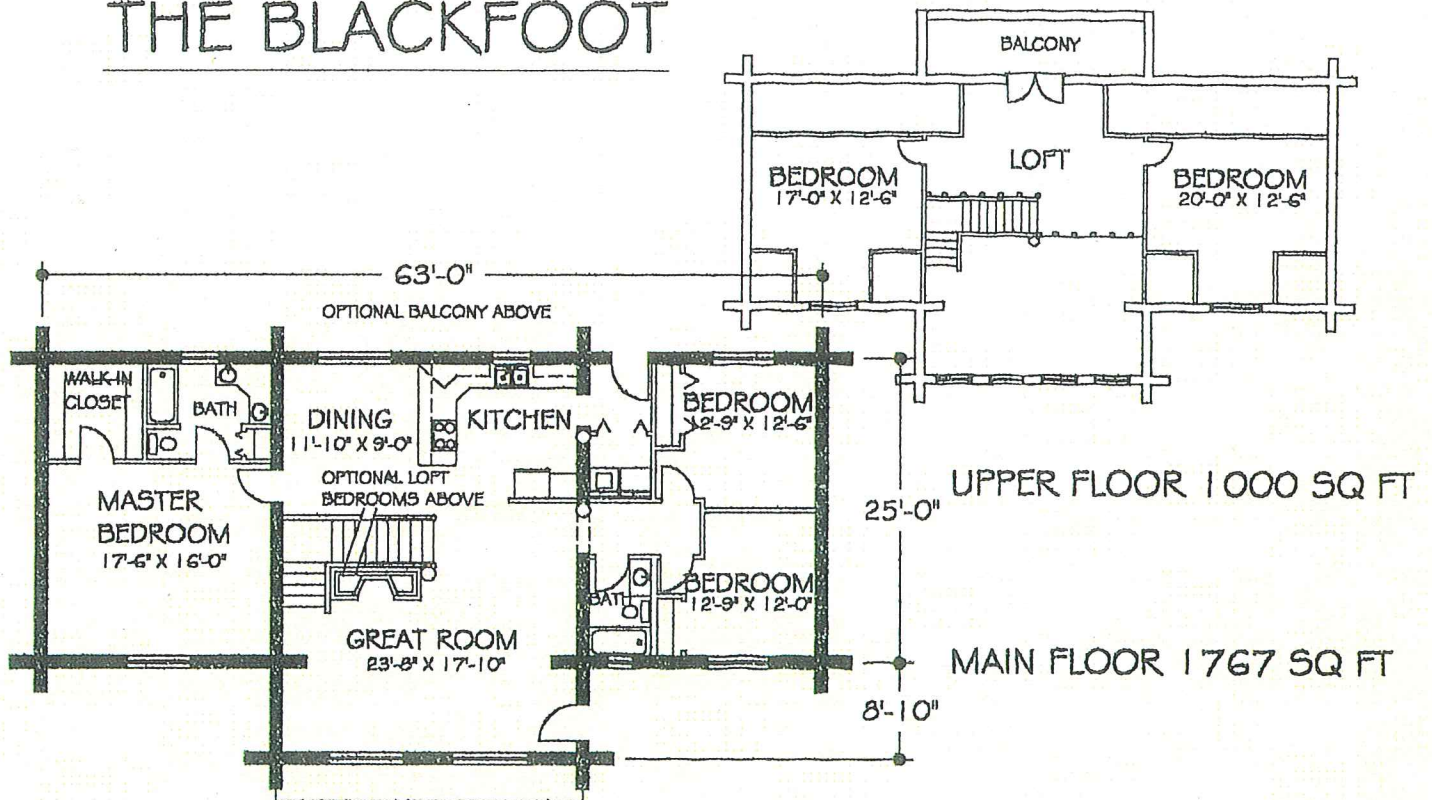 THE BLACKFOOT
BALCONY
LOFT
BEDROOM
17'-0" X 12'-6"
BEDROOM
20'-0" X 12'-6"
63'-0"
OPTIONAL BALCONY ABOVE
WALK-IN
CLOSET
BATH
DINING
11'-10" X 9'-0"
KITCHEN
BEDROOM
12'-9" X 12'-6"
OPTIONAL LOFT
BEDROOMS ABOVE
MASTER
BEDROOM
17'-6" X 16'-0"
BATH
BEDROOM
12'-9" X 12'-0"
GREAT ROOM
23'-8" X 17'-10"
25'-0"
8'-10"
UPPER FLOOR 1000 SQ FT
MAIN FLOOR 1767 SQ FT